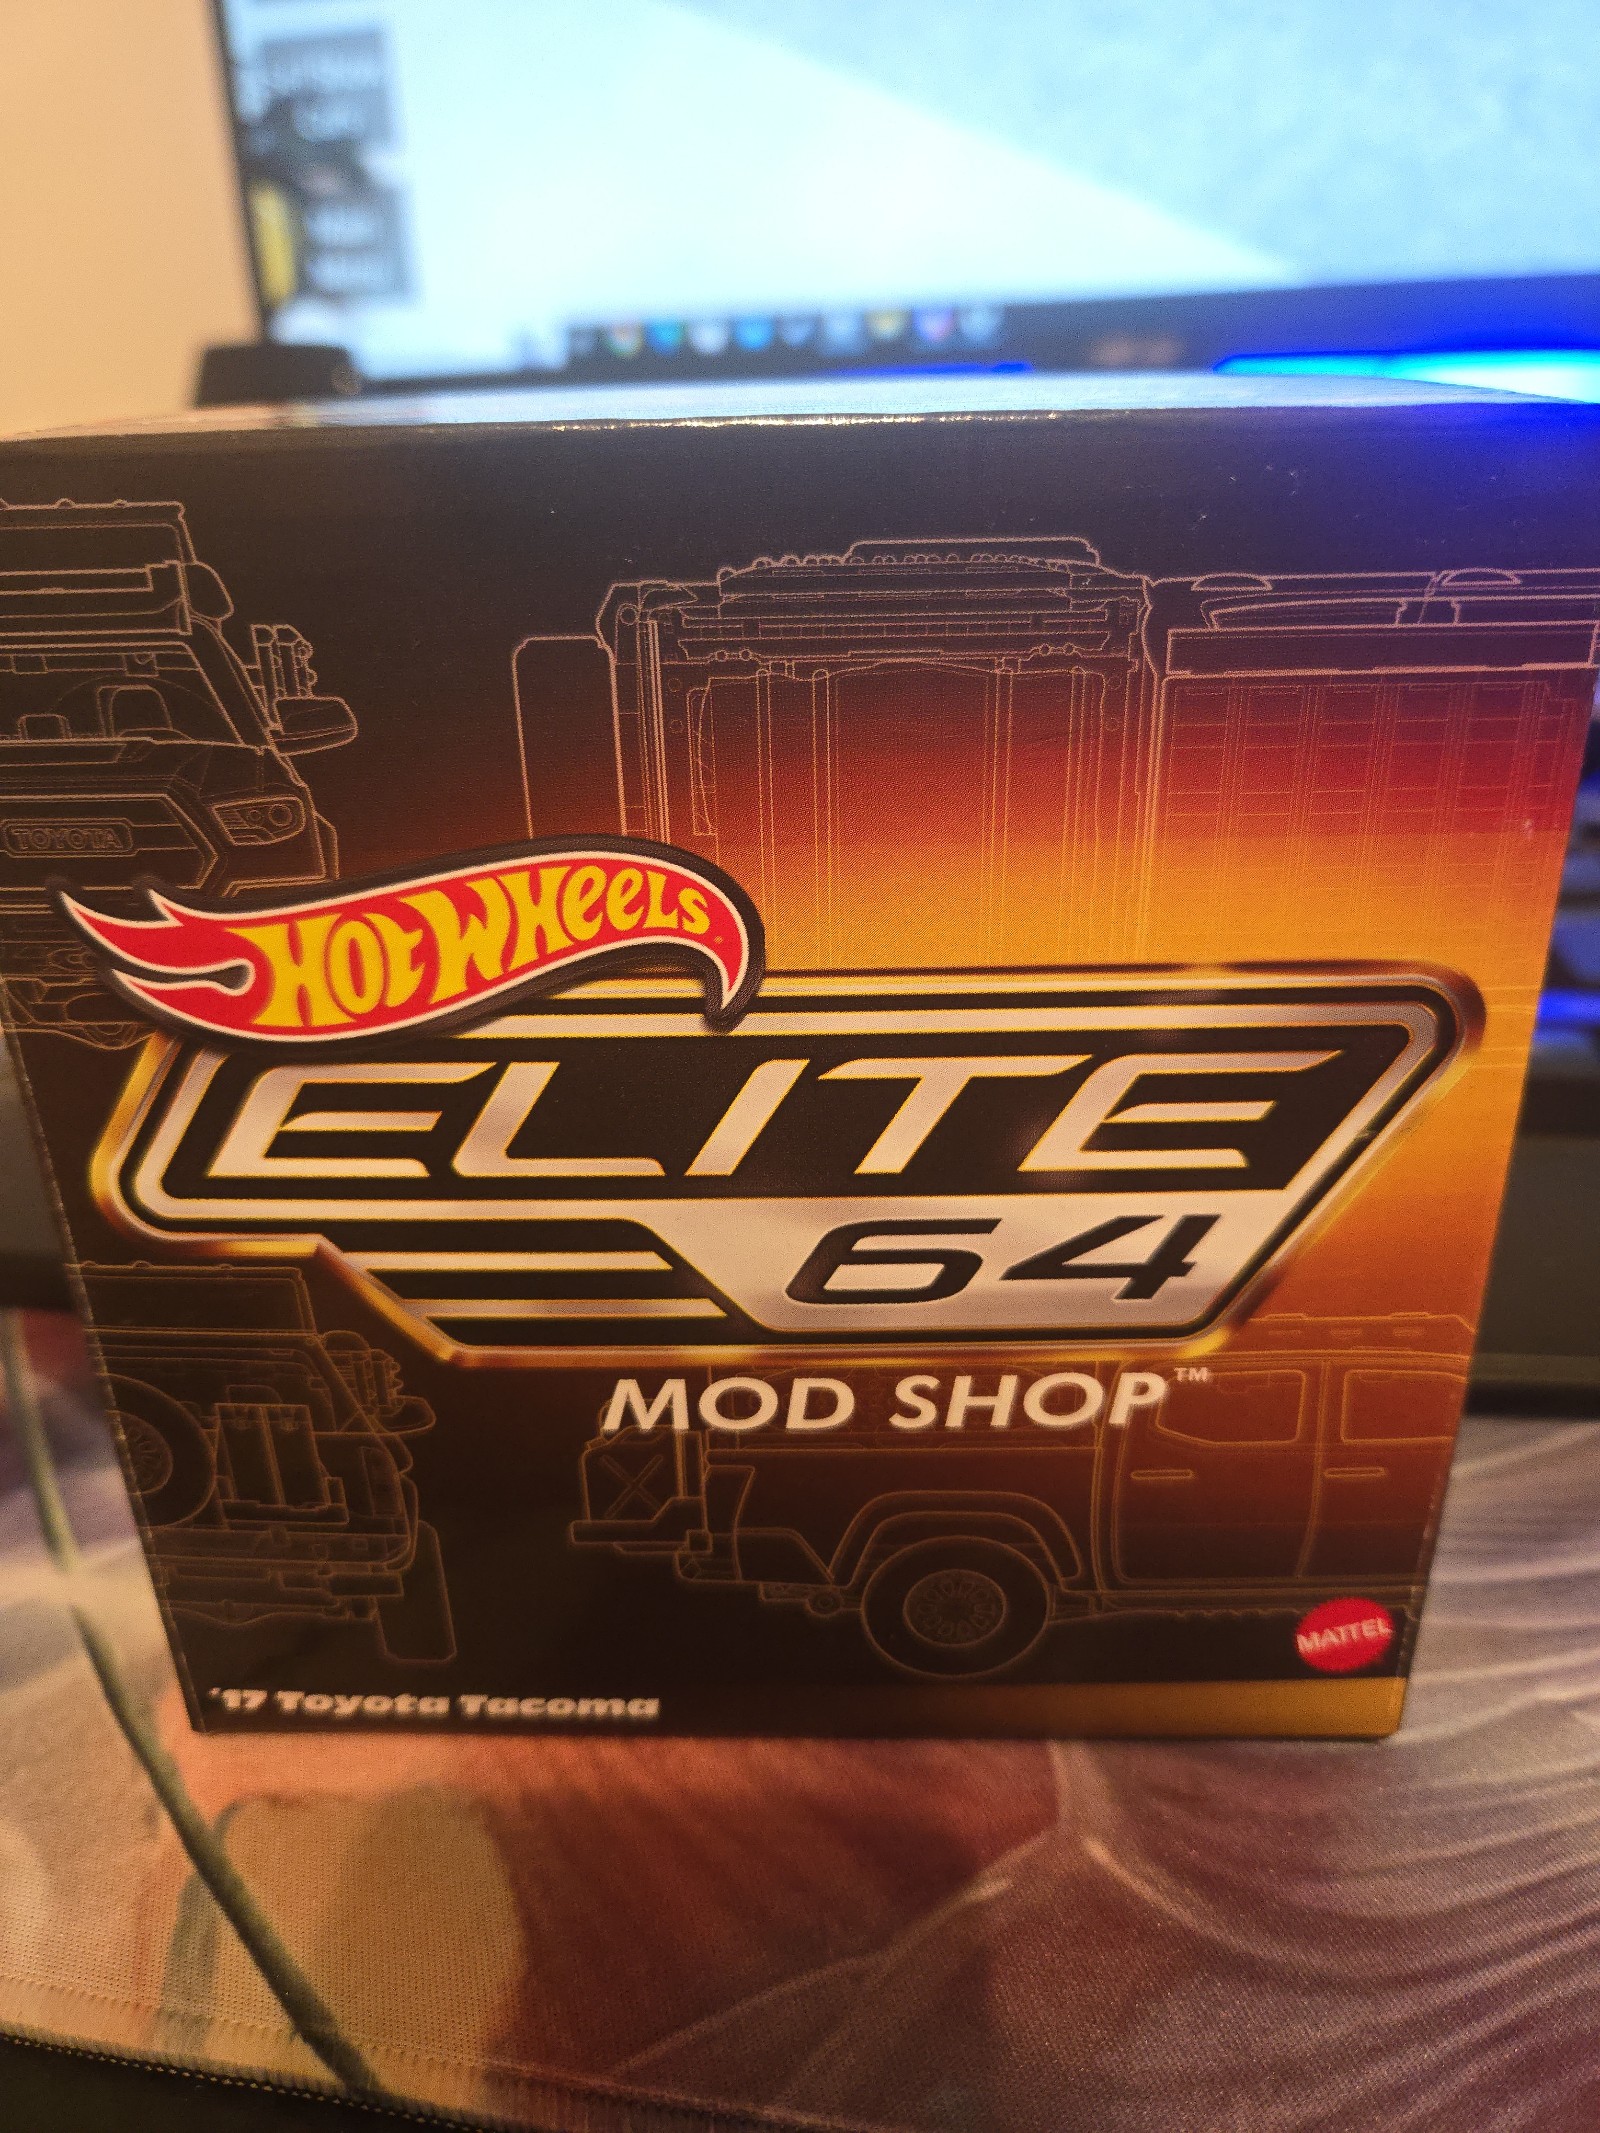 TOYOTA
Hot Wheels
ELITE
64
MOD SHOP™
MATTEL
'17 Toyota Tacoma